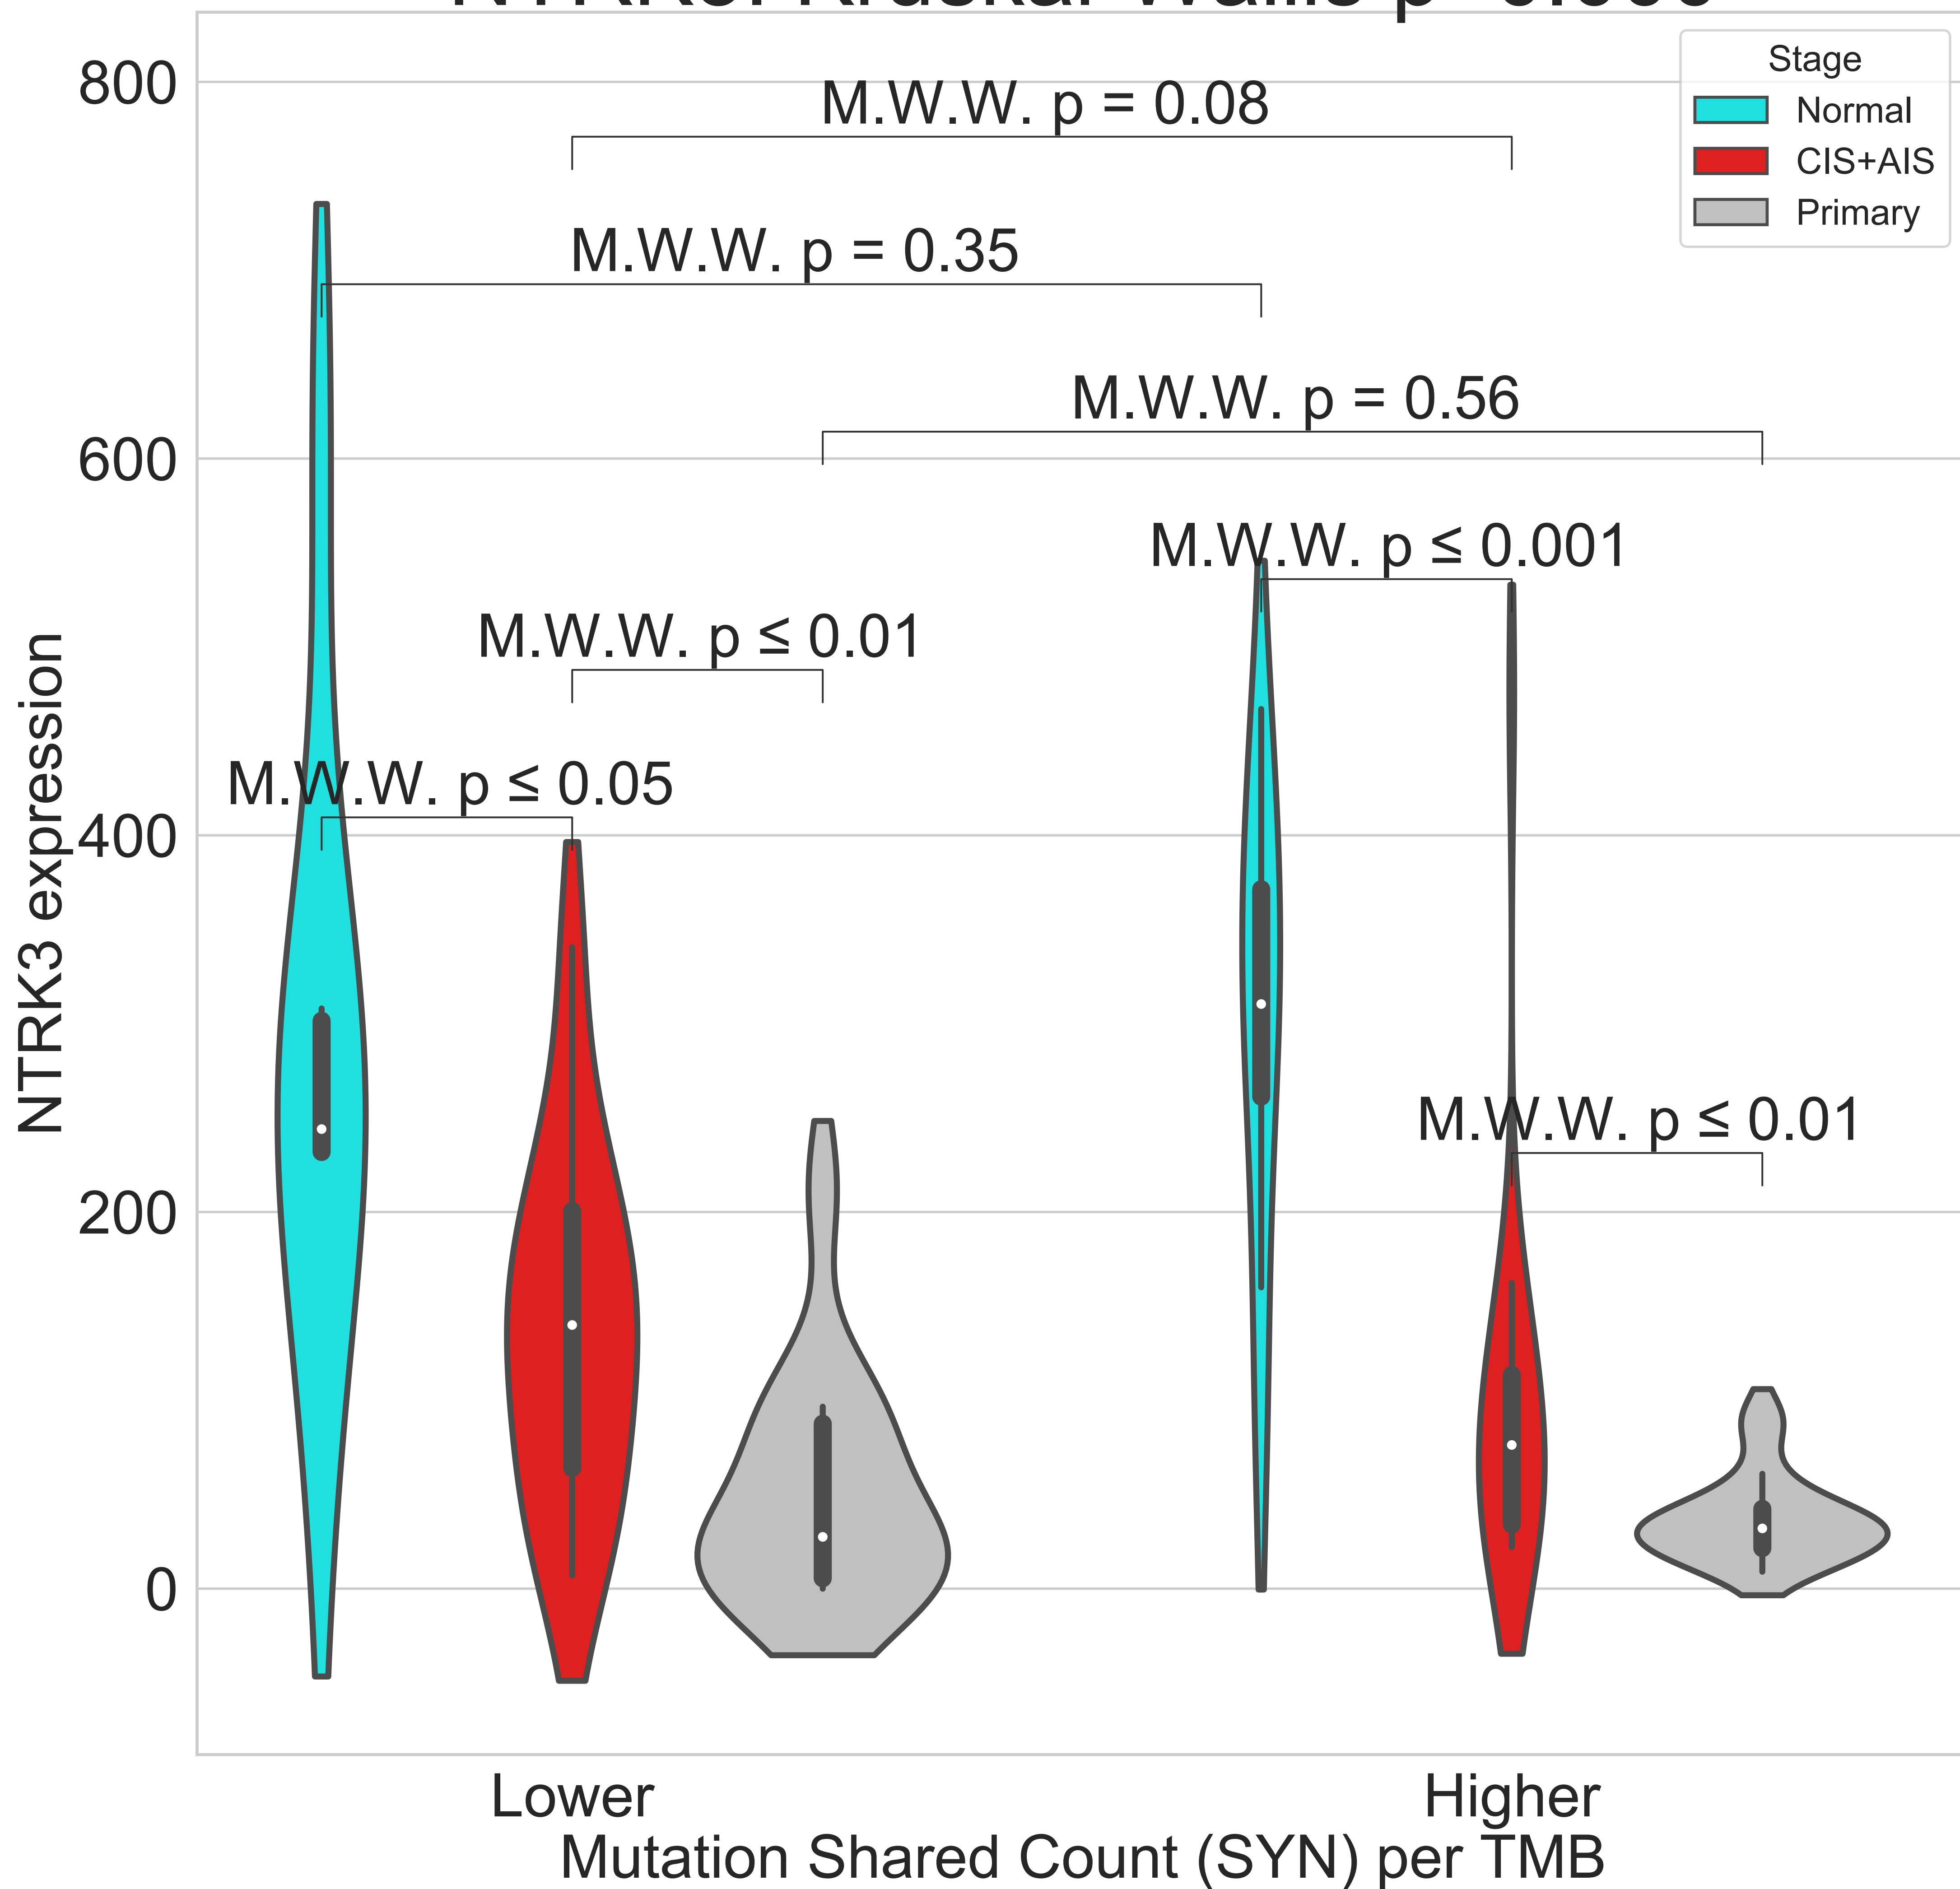 Stage
Normal
CIS+AIS
Primary
M.W.W. p = 0.08
M.W.W. p = 0.35
M.W.W. p = 0.56
M.W.W. p ≤ 0.001
M.W.W. p ≤ 0.01
M.W.W. p ≤ 0.05
M.W.W. p ≤ 0.01
NTRK3 expression
800
600
400
200
0
Lower
Higher
Mutation Shared Count (SYN) per TMB